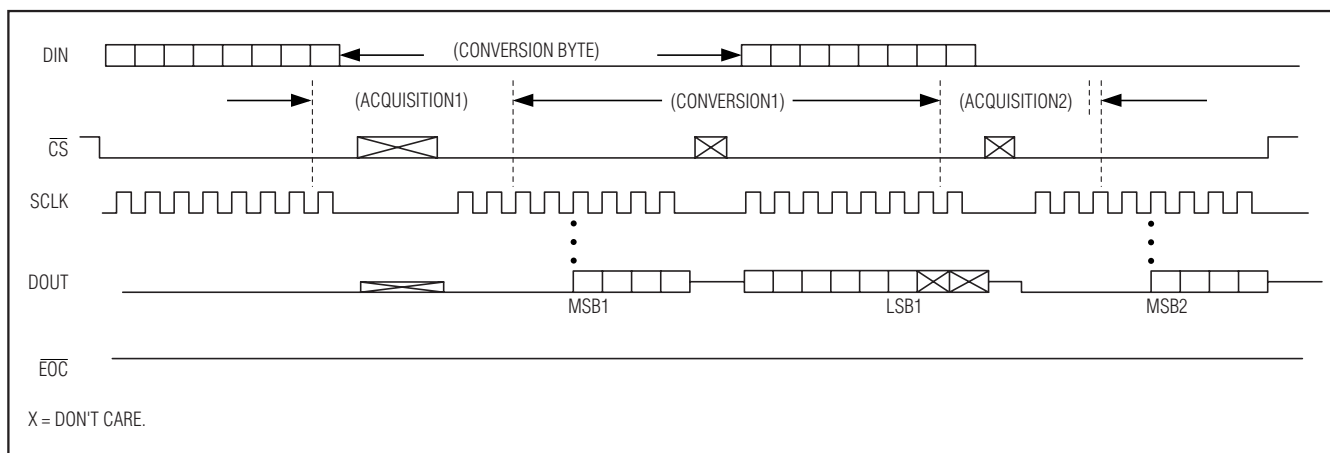 DIN
(CONVERSION BYTE)
(ACQUISITION1)
(CONVERSION1)
(ACQUISITION2)
CS
SCLK
DOUT
MSB1
LSB1
MSB2
EOC
X = DON'T CARE.